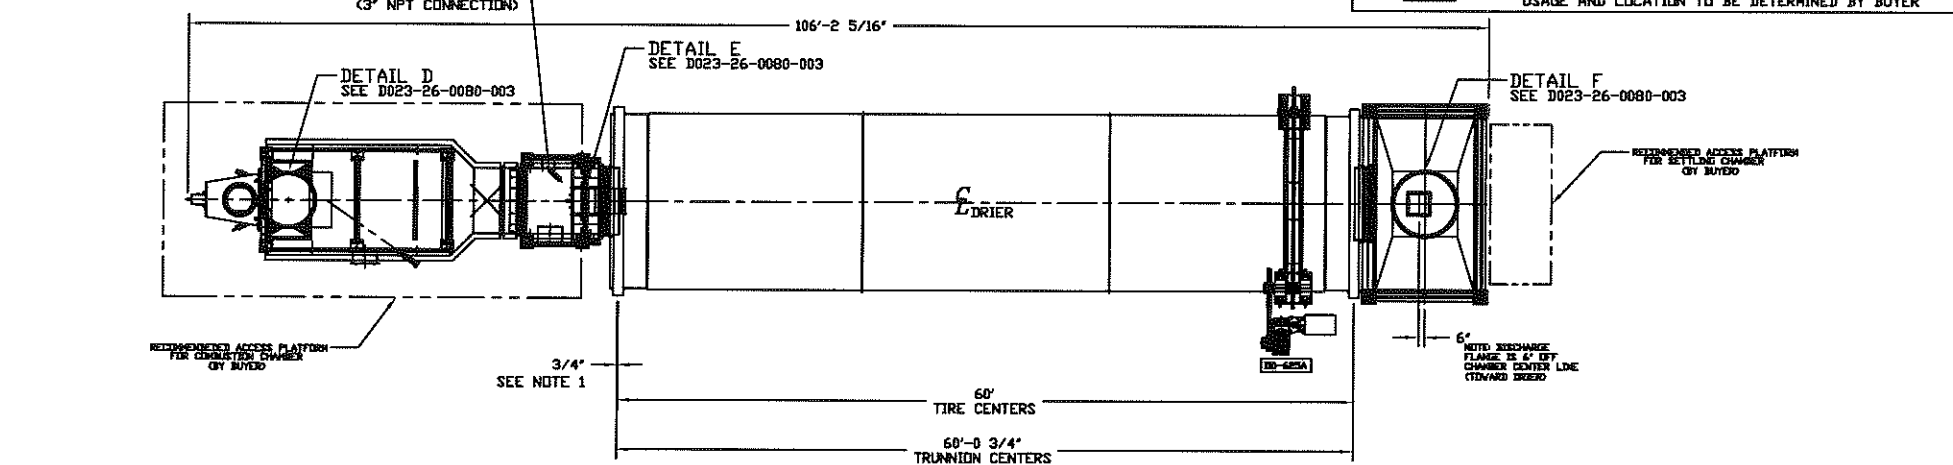 (3" NPT CONNECTION)
USAGE AND LOCATION TO BE DETERMINED BY BUYER
106'-2 5/16"
DETAIL E
SEE D023-26-0080-003
DETAIL D
SEE D023-26-0080-003
DETAIL F
SEE D023-26-0080-003
RECOMMENDED ACCESS PLATFORM
FOR SETTLING CHAMBER
(BY BUYER)
CL DRIER
RECOMMENDEDED ACCESS PLATFORM
FOR COMBUSTION CHAMBER
(BY BUYER)
6"
NOTE: DISCHARGE
FLANGE IS 6" OFF
CHAMBER CENTER LINE
(TOWARD DRIER)
3/4"
SEE NOTE 1
60'
TIRE CENTERS
60'-0 3/4"
TRUNNION CENTERS